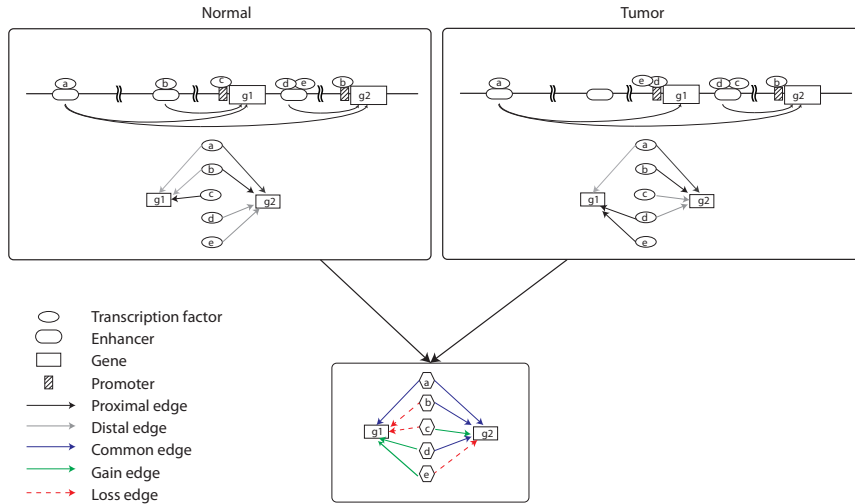 Normal
Tumor
a b c d e b
g1 g2
a
b
g1 c g2
d
e
a e d d c b
g1 g2
a
b
g1 c g2
d
e
Transcription factor
Enhancer
Gene
Promoter
Proximal edge
Distal edge
Common edge
Gain edge
Loss edge
a
b
g1 c g2
d
e